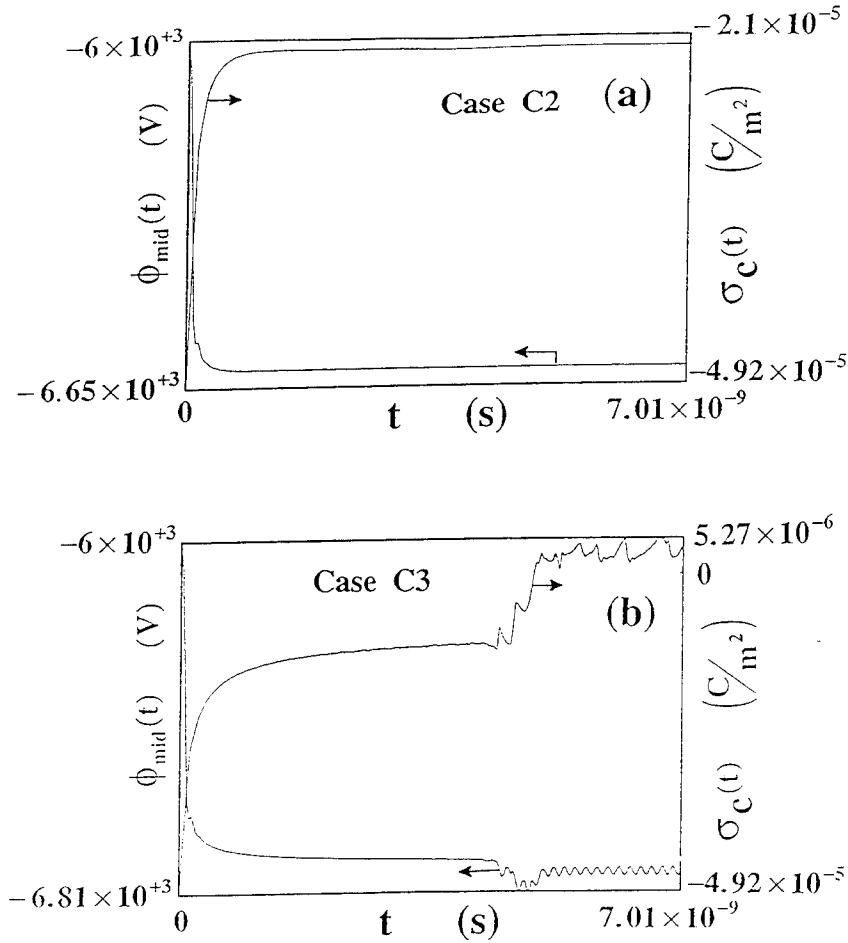 −2.1×10⁻⁵
−6×10⁺³
Case C2
(a)
ϕmid(t) (V)
σc(t) (C/m²)
−6.65×10⁺³
−4.92×10⁻⁵
0
t (s)
7.01×10⁻⁹
−6×10⁺³
5.27×10⁻⁶
0
Case C3
(b)
ϕmid(t) (V)
σc(t) (C/m²)
−6.81×10⁺³
−4.92×10⁻⁵
0
t (s)
7.01×10⁻⁹